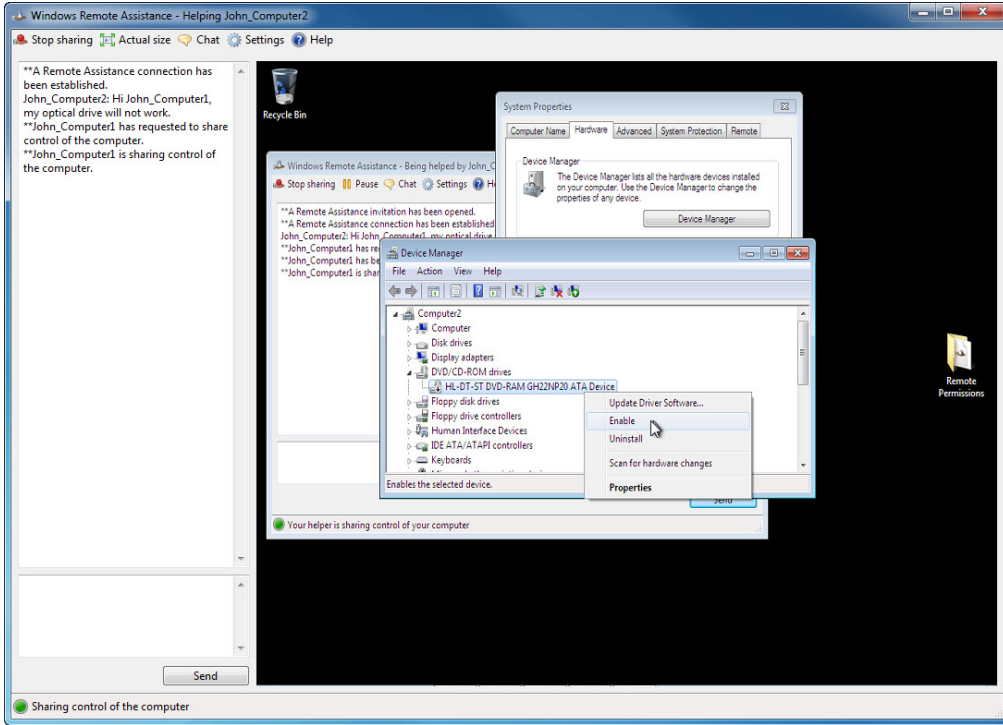 Windows Remote Assistance - Helping John_Computer2
Stop sharing Actual size Chat Settings Help
**A Remote Assistance connection has
been established.
John_Computer2: Hi John_Computer1,
my optical drive will not work.
**John_Computer1 has requested to share
control of the computer.
**John_Computer1 is sharing control of
the computer.
Send
Sharing control of the computer
Recycle Bin
Remote
Permissions
System Properties
Computer Name Hardware Advanced System Protection Remote
Device Manager
The Device Manager lists all the hardware devices installed
on your computer. Use the Device Manager to change the
properties of any device.
Device Manager
Windows Remote Assistance - Being helped by John_C
Stop sharing Pause Chat Settings
**A Remote Assistance invitation has been opened.
**A Remote Assistance connection has been established
John_Computer2: Hi John_Computer1, my optical drive
**John_Computer1 has
**John_Computer1 has
**John_Computer1 is
Send
Your helper is sharing control of your computer
Device Manager
File Action View Help
Computer2
Computer
Disk drives
Display adapters
DVD/CD-ROM drives
HL-DT-ST DVD-RAM GH22NP20 ATA Device
Floppy disk drives
Floppy drive controllers
Human Interface Devices
IDE ATA/ATAPI controllers
Keyboards
Enables the selected device.
Update Driver Software...
Enable
Uninstall
Scan for hardware changes
Properties